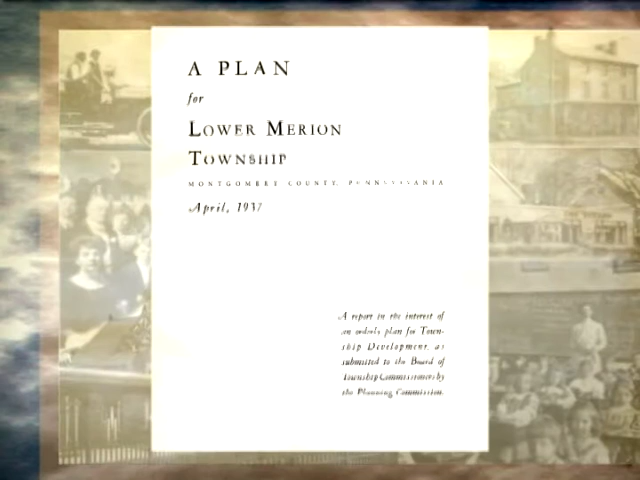 A PLAN
for
LOWER MERION
TOWNSHIP
MONTGOMERY COUNTY, PENNSYLVANIA
April, 1937
A report in the interest of
an orderly plan for Town-
ship Development, as
submitted to the Board of
Township Commissioners by
the Planning Commission.